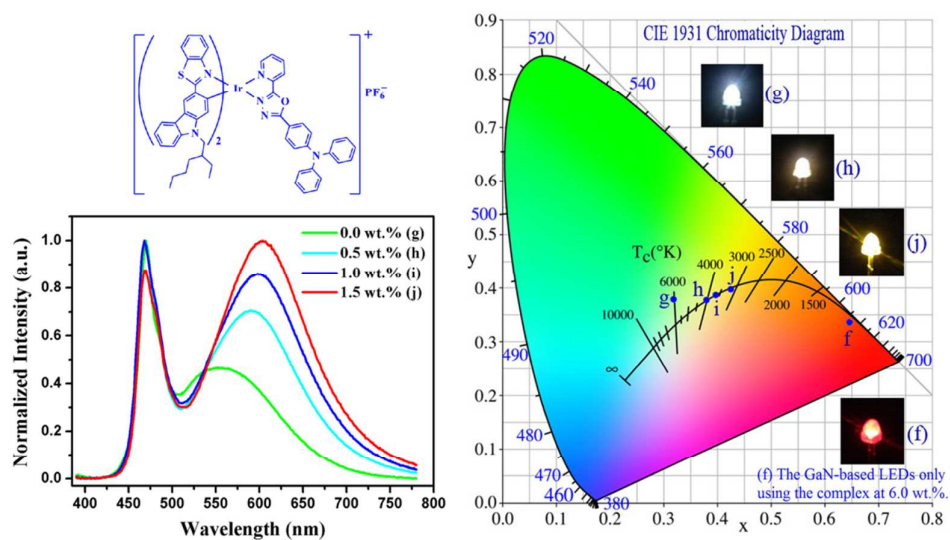 S
N
Ir
N
N
N
O
N
2
N
PF6⁻
+
Normalized Intensity (a.u.)
1.0
0.8
0.6
0.4
0.2
0.0
0.0 wt.% (g)
0.5 wt.% (h)
1.0 wt.% (i)
1.5 wt.% (j)
400 450 500 550 600 650 700 750 800
Wavelength (nm)
CIE 1931 Chromaticity Diagram
0.9
0.8
0.7
0.6
0.5
y
0.4
0.3
0.2
0.1
0.0
0.0 0.1 0.2 0.3 0.4 0.5 0.6 0.7 0.8
x
520
540
560
580
600
620
700
500
490
480
470
460
380
Tc(°K)
∞
10000
6000
4000
3000
2500
2000
1500
g
h
i
j
f
(g)
(h)
(j)
(f)
(f) The GaN-based LEDs only
using the complex at 6.0 wt.%.